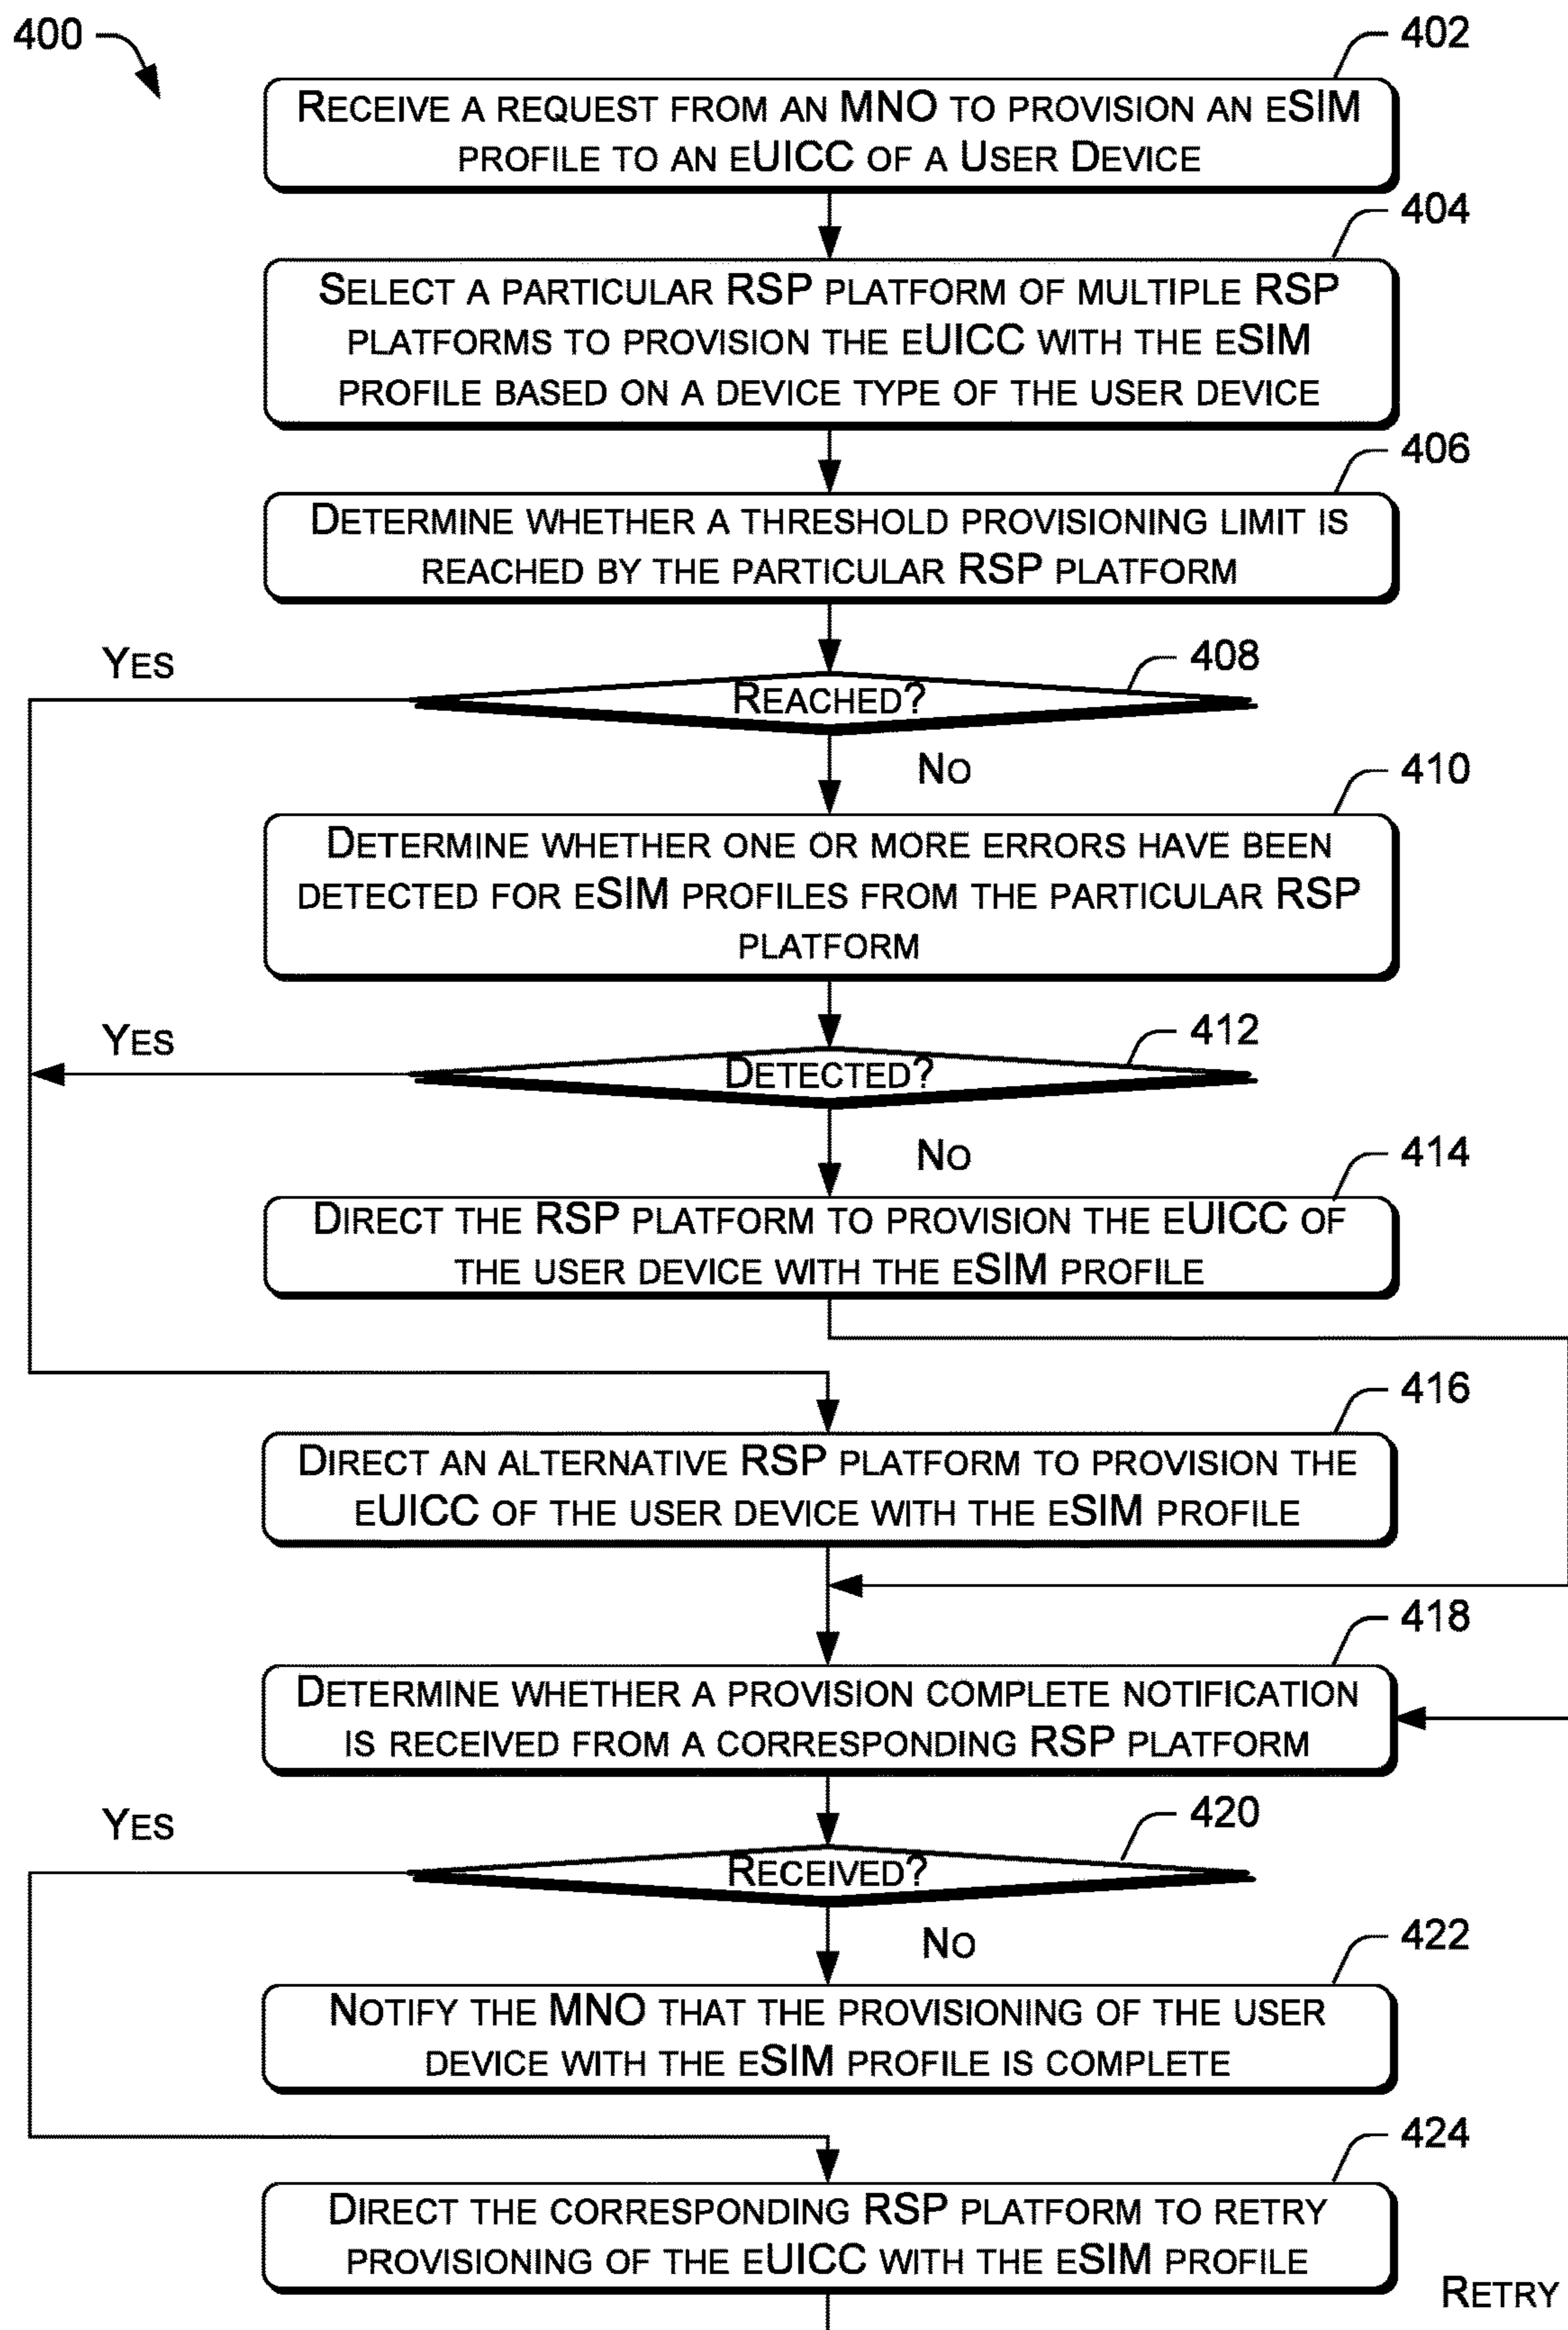 400
402
RECEIVE A REQUEST FROM AN MNO TO PROVISION AN eSIM
PROFILE TO AN eUICC OF A USER DEVICE
404
SELECT A PARTICULAR RSP PLATFORM OF MULTIPLE RSP
PLATFORMS TO PROVISION THE eUICC WITH THE eSIM
PROFILE BASED ON A DEVICE TYPE OF THE USER DEVICE
406
DETERMINE WHETHER A THRESHOLD PROVISIONING LIMIT IS
REACHED BY THE PARTICULAR RSP PLATFORM
YES
408
REACHED?
NO
410
DETERMINE WHETHER ONE OR MORE ERRORS HAVE BEEN
DETECTED FOR eSIM PROFILES FROM THE PARTICULAR RSP
PLATFORM
YES
412
DETECTED?
NO
414
DIRECT THE RSP PLATFORM TO PROVISION THE eUICC OF
THE USER DEVICE WITH THE eSIM PROFILE
416
DIRECT AN ALTERNATIVE RSP PLATFORM TO PROVISION THE
eUICC OF THE USER DEVICE WITH THE eSIM PROFILE
418
DETERMINE WHETHER A PROVISION COMPLETE NOTIFICATION
IS RECEIVED FROM A CORRESPONDING RSP PLATFORM
YES
420
RECEIVED?
NO
422
NOTIFY THE MNO THAT THE PROVISIONING OF THE USER
DEVICE WITH THE eSIM PROFILE IS COMPLETE
424
DIRECT THE CORRESPONDING RSP PLATFORM TO RETRY
PROVISIONING OF THE eUICC WITH THE eSIM PROFILE
RETRY